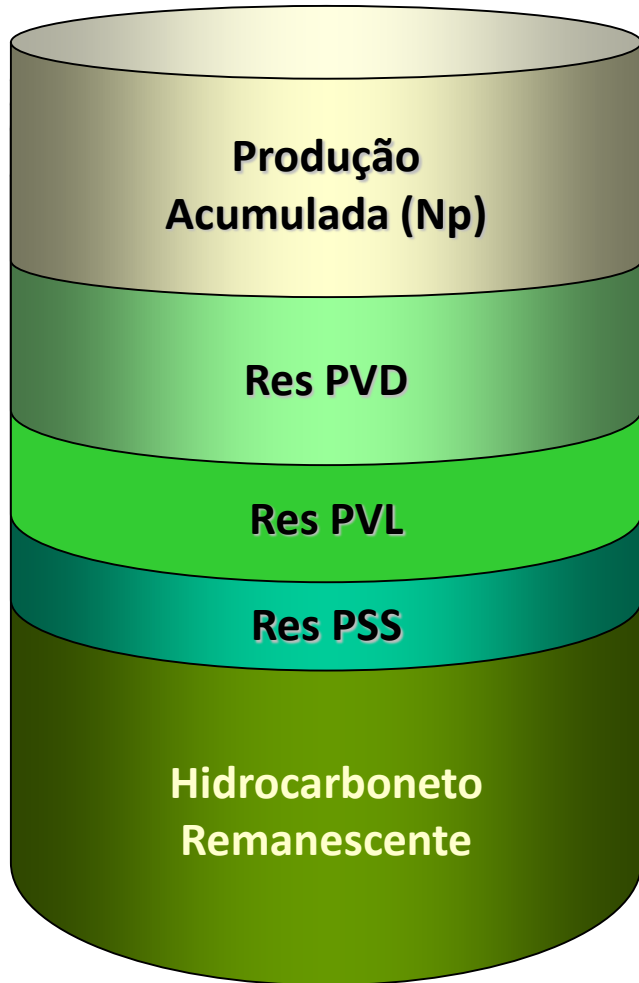 Produção
Acumulada (Np)
Res PVD
Res PVL
Res PSS
Hidrocarboneto
Remanescente